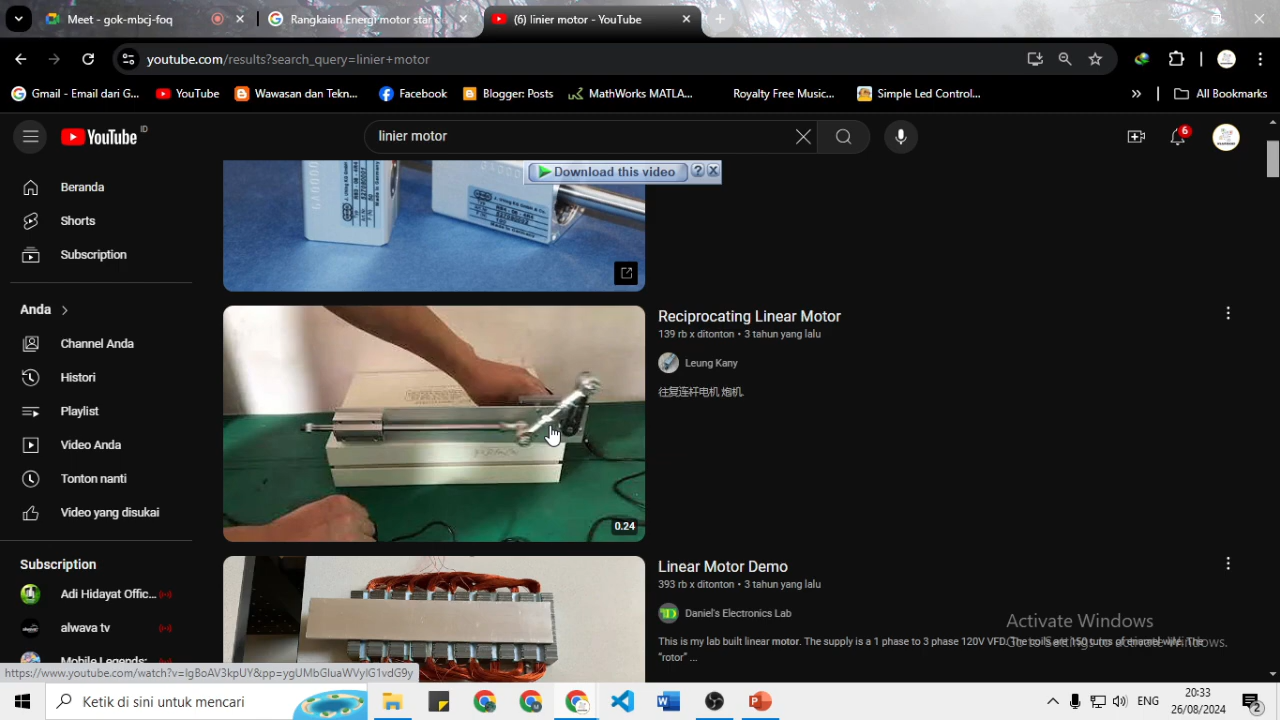 Meet - gok-mbcj-foq
Rangkaian Energi motor star d
(6) linier motor - YouTube
youtube.com/results?search_query=linier+motor
Gmail - Email dari G...
YouTube
Wawasan dan Tekn...
Facebook
Blogger: Posts
MathWorks MATLA...
Royalty Free Music...
Simple Led Control...
All Bookmarks
YouTube ID
linier motor
6
Download this video
Beranda
Shorts
Subscription
Anda
Channel Anda
Histori
Playlist
Video Anda
Tonton nanti
Video yang disukai
Subscription
Adi Hidayat Offic...
alwava tv
Mobile Legends:
Reciprocating Linear Motor
139 rb x ditonton • 3 tahun yang lalu
Leung Kany
往复连杆电机 炮机.
0.24
Linear Motor Demo
393 rb x ditonton • 3 tahun yang lalu
Daniel's Electronics Lab
This is my lab built linear motor. The supply is a 1 phase to 3 phase 120V VFD. The coils are 150 turns of enamel wire. The
"rotor" ...
Activate Windows
Go to Settings to activate Windows.
https://www.youtube.com/watch?v=IgBoAV3kpUY&pp=ygUMbGluaWVyIG1vdG9y
Ketik di sini untuk mencari
ENG
20:33
26/08/2024
2